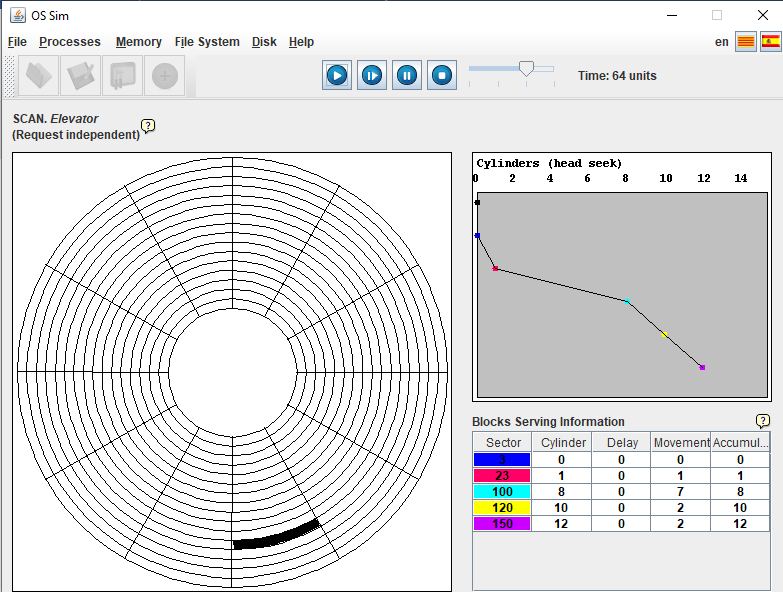 OS Sim
File Processes Memory File System Disk Help en
Time: 64 units
SCAN. Elevator
(Request independent) ?
Cylinders (head seek)
0 2 4 6 8 10 12 14
Blocks Serving Information ?
Sector Cylinder Delay Movement Accumul...
3 0 0 0 0
23 1 0 1 1
100 8 0 7 8
120 10 0 2 10
150 12 0 2 12